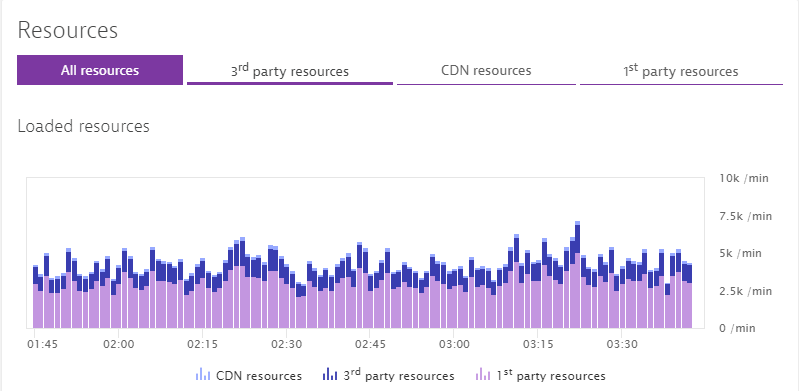 Resources
All resources
3rd party resources
CDN resources
1st party resources
Loaded resources
10k /min
7.5k /min
5k /min
2.5k /min
0 /min
01:45 02:00 02:15 02:30 02:45 03:00 03:15 03:30
CDN resources 3rd party resources 1st party resources